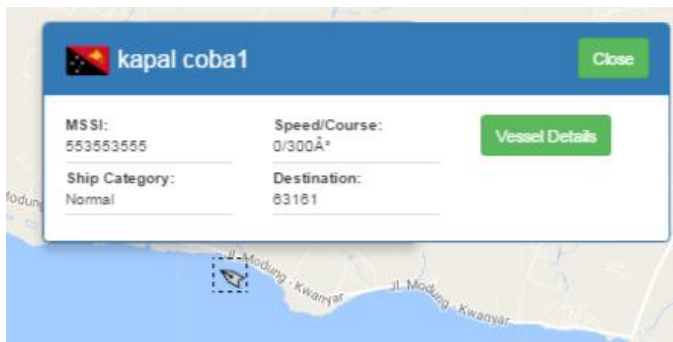 kapal coba1
Close
MSSI:
553553555
Speed/Course:
0/300Â°
Vessel Details
Ship Category:
Normal
Destination:
63161
Modung
Jl. Modung - Kwanyar
Jl. Modung - Kwanyar